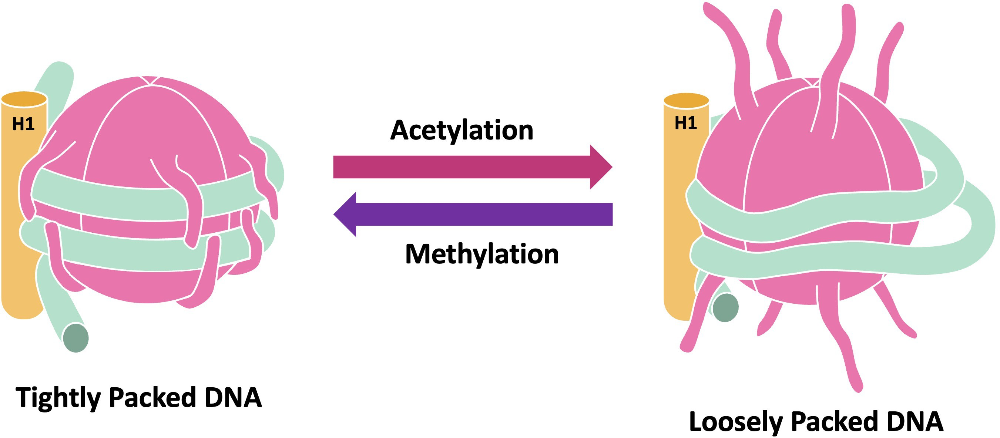 H1
H1
Acetylation
Methylation
Tightly Packed DNA
Loosely Packed DNA